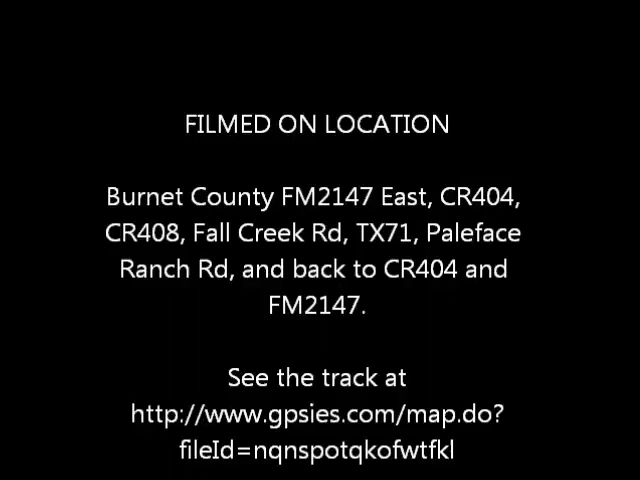 FILMED ON LOCATION
Burnet County FM2147 East, CR404,
CR408, Fall Creek Rd, TX71, Paleface
Ranch Rd, and back to CR404 and
FM2147.
See the track at
http://www.gpsies.com/map.do?
fileId=nqnspotqkofwtfkl